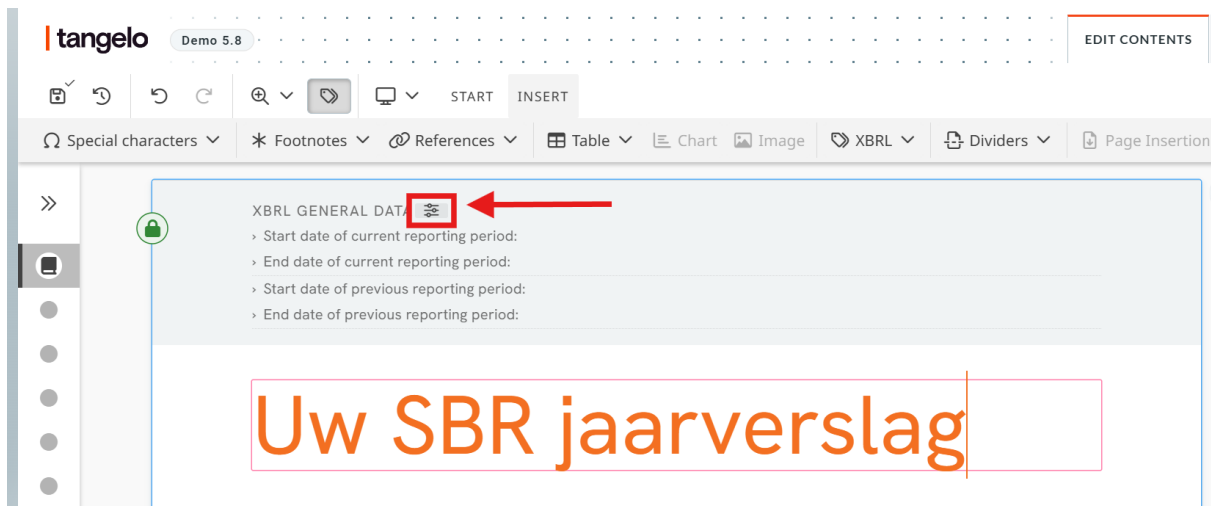 tangelo Demo 5.8 EDIT CONTENTS
START INSERT
Ω Special characters Footnotes References Table Chart Image XBRL Dividers Page Insertion
XBRL GENERAL DATA
› Start date of current reporting period:
› End date of current reporting period:
› Start date of previous reporting period:
› End date of previous reporting period:
Uw SBR jaarverslag